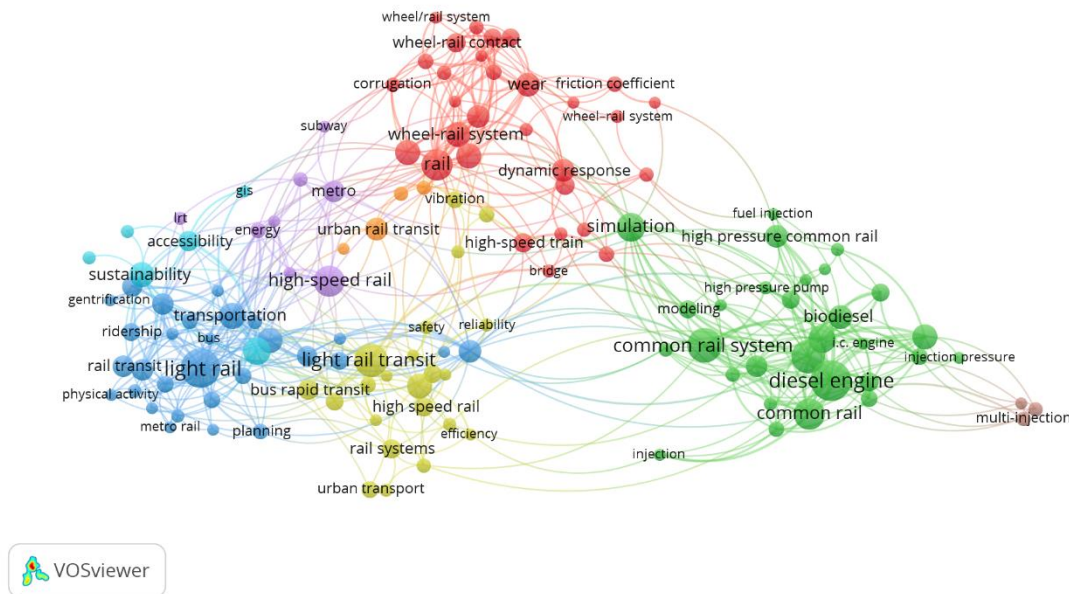 wheel/rail system
wheel-rail contact
corrugation
wear
friction coefficient
wheel–rail system
subway
wheel-rail system
rail
dynamic response
gis
metro
vibration
lrt
energy
urban rail transit
simulation
fuel injection
accessibility
high-speed train
high pressure common rail
bridge
sustainability
high-speed rail
high pressure pump
gentrification
transportation
modeling
biodiesel
ridership
bus
safety
reliability
common rail system
i.c. engine
rail transit
light rail
light rail transit
injection pressure
physical activity
bus rapid transit
diesel engine
high speed rail
common rail
multi-injection
metro rail
planning
efficiency
rail systems
injection
urban transport
VOSviewer